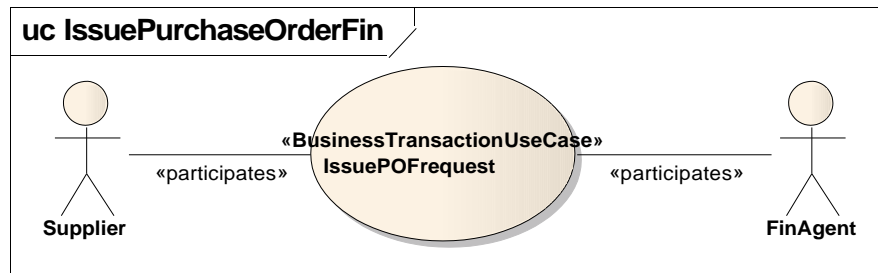 uc IssuePurchaseOrderFin
«BusinessTransactionUseCase»
IssuePOFrequest
«participates»
«participates»
Supplier
FinAgent